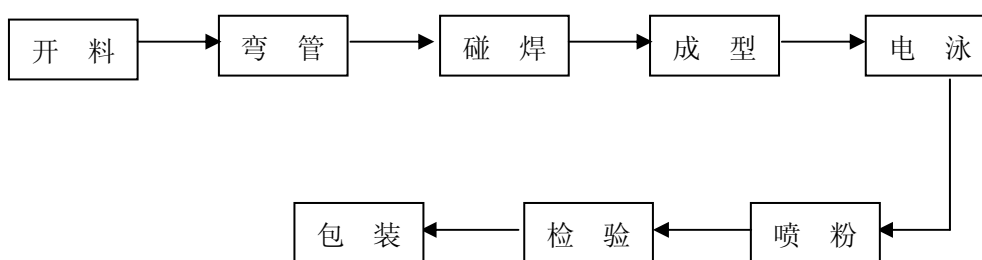 开 料 弯 管 碰 焊 成 型 电 泳
包 装 检 验 喷 粉